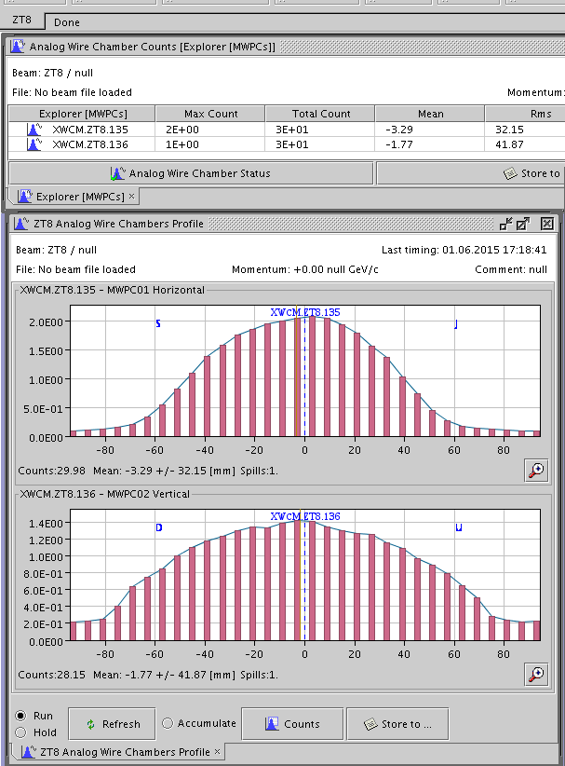 ZT8 Done
Analog Wire Chamber Counts [Explorer [MWPCs]]
Beam: ZT8 / null
File: No beam file loaded Momentum:
Explorer [MWPCs] Max Count Total Count Mean Rms
XWCM.ZT8.135 2E+00 3E+01 -3.29 32.15
XWCM.ZT8.136 1E+00 3E+01 -1.77 41.87
Analog Wire Chamber Status Store to
Explorer [MWPCs] ×
ZT8 Analog Wire Chambers Profile
Beam: ZT8 / null Last timing: 01.06.2015 17:18:41
File: No beam file loaded Momentum: +0.00 null GeV/c Comment: null
XWCM.ZT8.135 - MWPC01 Horizontal
XWCM.ZT8.135
2.0E00
S J
1.5E00
1.0E00
5.0E-01
0.0E00
-80 -60 -40 -20 0 20 40 60 80
Counts:29.98 Mean: -3.29 +/- 32.15 [mm] Spills:1.
XWCM.ZT8.136 - MWPC02 Vertical
XWCM.ZT8.136
1.4E00
D U
1.2E00
1.0E00
8.0E-01
6.0E-01
4.0E-01
2.0E-01
0.0E00
-80 -60 -40 -20 0 20 40 60 80
Counts:28.15 Mean: -1.77 +/- 41.87 [mm] Spills:1.
Run
Hold
Refresh Accumulate Counts Store to ...
ZT8 Analog Wire Chambers Profile ×